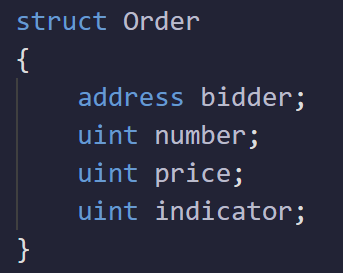 struct Order
{
    address bidder;
    uint number;
    uint price;
    uint indicator;
}